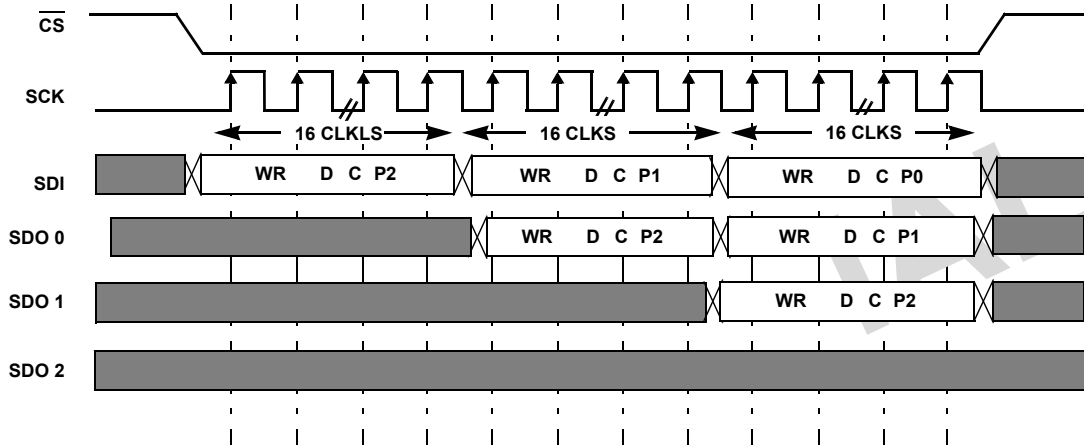 CS
SCK
16 CLKLS 16 CLKS 16 CLKS
SDI WR D C P2 WR D C P1 WR D C P0
SDO 0 WR D C P2 WR D C P1
SDO 1 WR D C P2
SDO 2